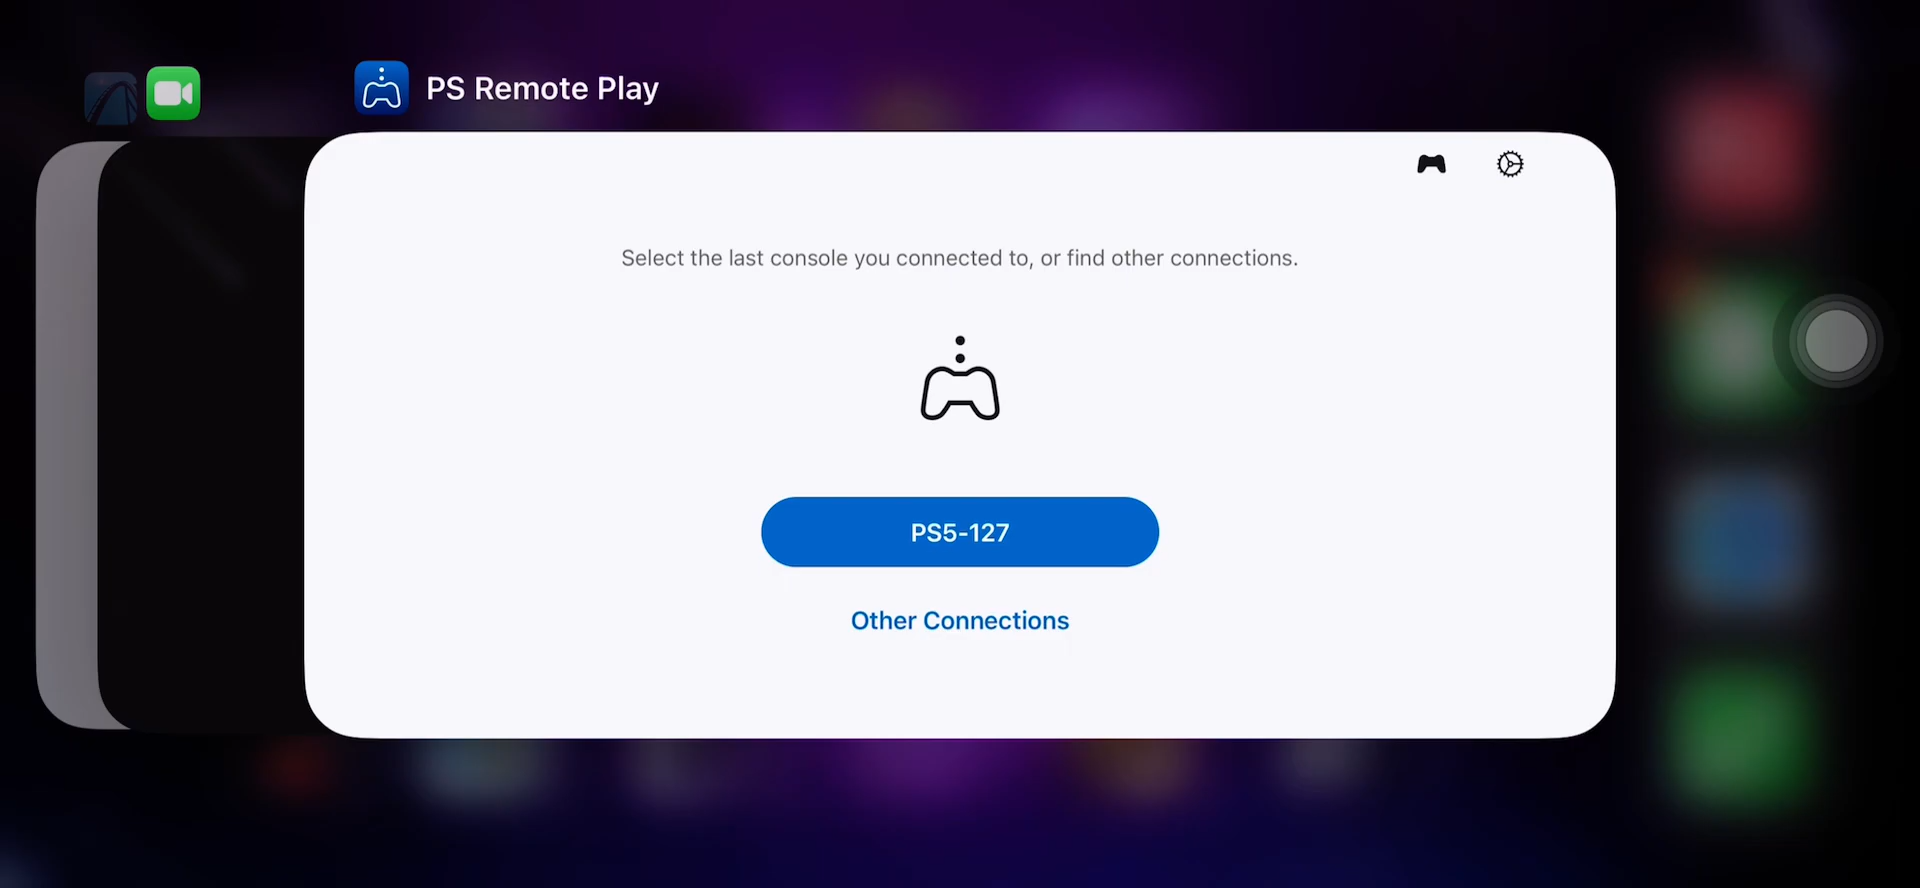 PS Remote Play
Select the last console you connected to, or find other connections.
PS5-127
Other Connections